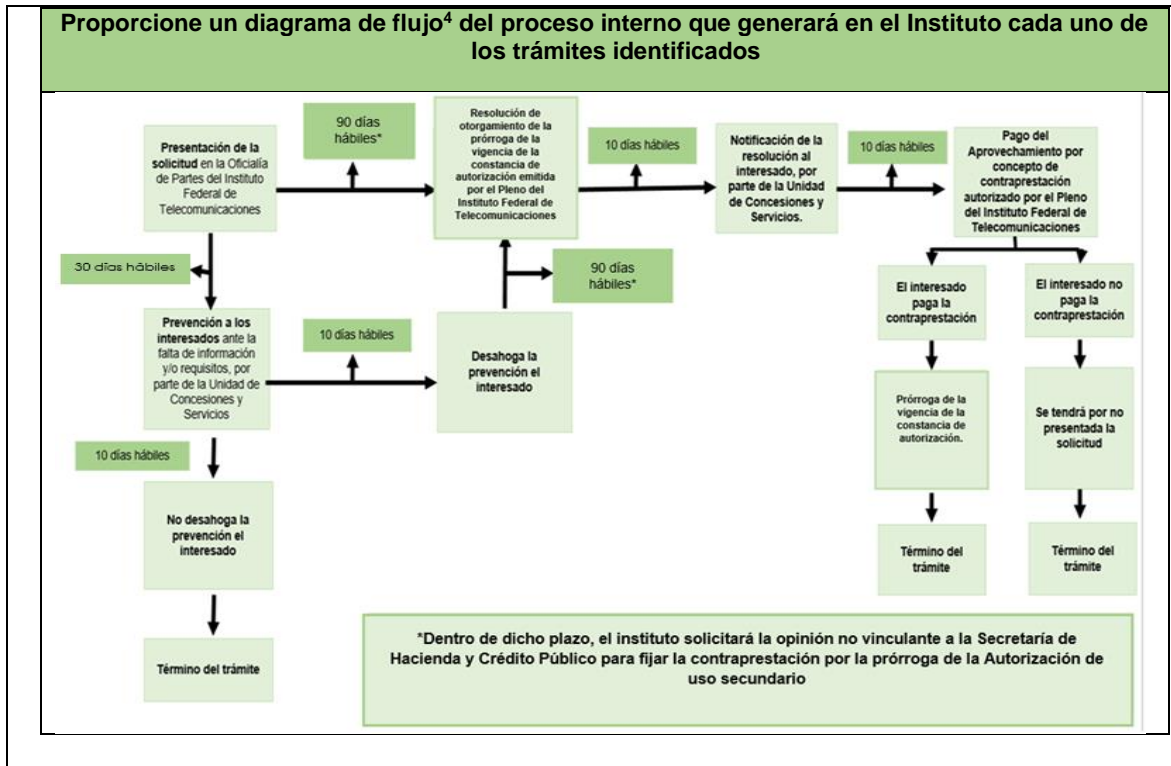 Proporcione un diagrama de flujo⁴ del proceso interno que generará en el Instituto cada uno de
los trámites identificados
Presentación de la
solicitud en la Oficialía
de Partes del Instituto
Federal de
Telecomunicaciones
90 días
hábiles*
Resolución de
otorgamiento de la
prórroga de la
vigencia de la
constancia de
autorización emitida
por el Pleno del
Instituto Federal de
Telecomunicaciones
10 días hábiles
Notificación de la
resolución al
interesado, por
parte de la Unidad
de Concesiones y
Servicios.
10 días hábiles
Pago del
Aprovechamiento por
concepto de
contraprestación
autorizado por el Pleno
del Instituto Federal de
Telecomunicaciones
30 días hábiles
90 días
hábiles*
El interesado
paga la
contraprestación
El interesado no
paga la
contraprestación
Prevención a los
interesados ante la
falta de información
y/o requisitos, por
parte de la Unidad de
Concesiones y
Servicios
10 días hábiles
Desahoga la
prevención el
interesado
Prórroga de la
vigencia de la
constancia de
autorización.
Se tendrá por no
presentada la
solicitud
10 días hábiles
No desahoga la
prevención el
interesado
Término del
trámite
Término del
trámite
Término del trámite
*Dentro de dicho plazo, el instituto solicitará la opinión no vinculante a la Secretaría de
Hacienda y Crédito Público para fijar la contraprestación por la prórroga de la Autorización de
uso secundario